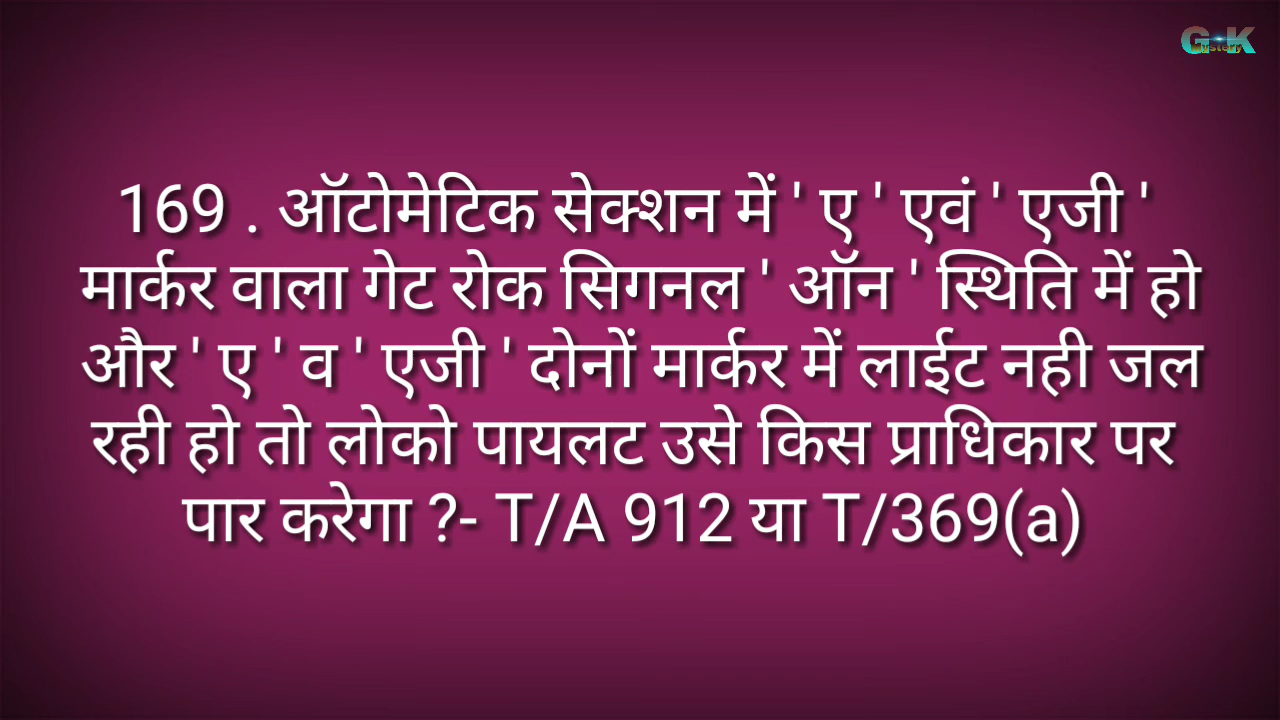 G K
Mystery
169 . ऑटोमेटिक सेक्शन में ' ए ' एवं ' एजी '
मार्कर वाला गेट रोक सिगनल ' ऑन ' स्थिति में हो
और ' ए ' व ' एजी ' दोनों मार्कर में लाईट नही जल
रही हो तो लोको पायलट उसे किस प्राधिकार पर
पार करेगा ?- T/A 912 या T/369(a)